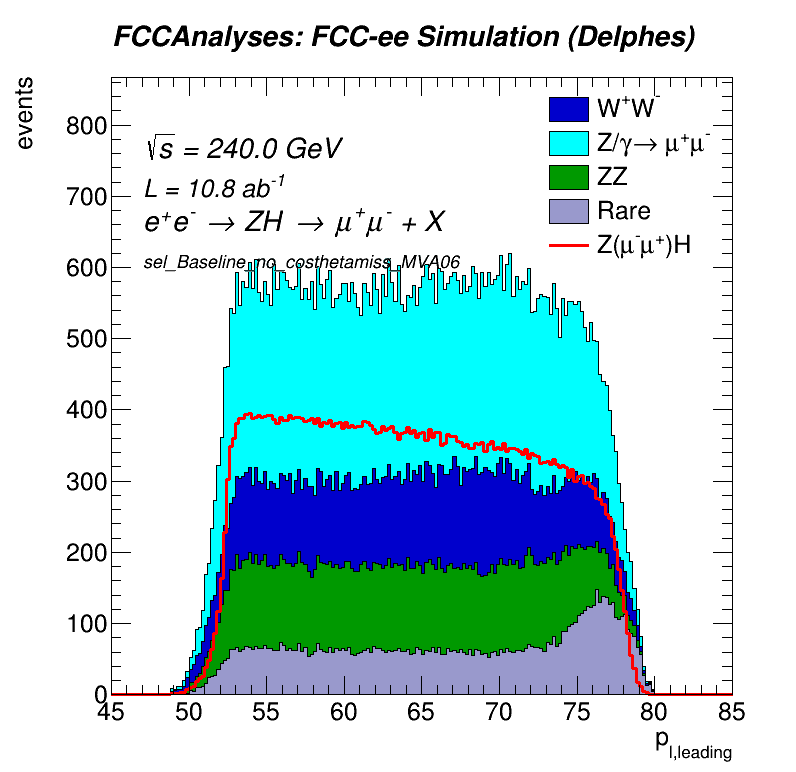 FCCAnalyses: FCC-ee Simulation (Delphes)
events
800
700
600
500
400
300
200
100
0
√s = 240.0 GeV
L = 10.8 ab⁻¹
e⁺e⁻ → ZH → μ⁺μ⁻ + X
sel_Baseline_no_costhetamiss_MVA06
W⁺W⁻
Z/γ→ μ⁺μ⁻
ZZ
Rare
Z(μ⁻μ⁺)H
45 50 55 60 65 70 75 80 85
p_l,leading